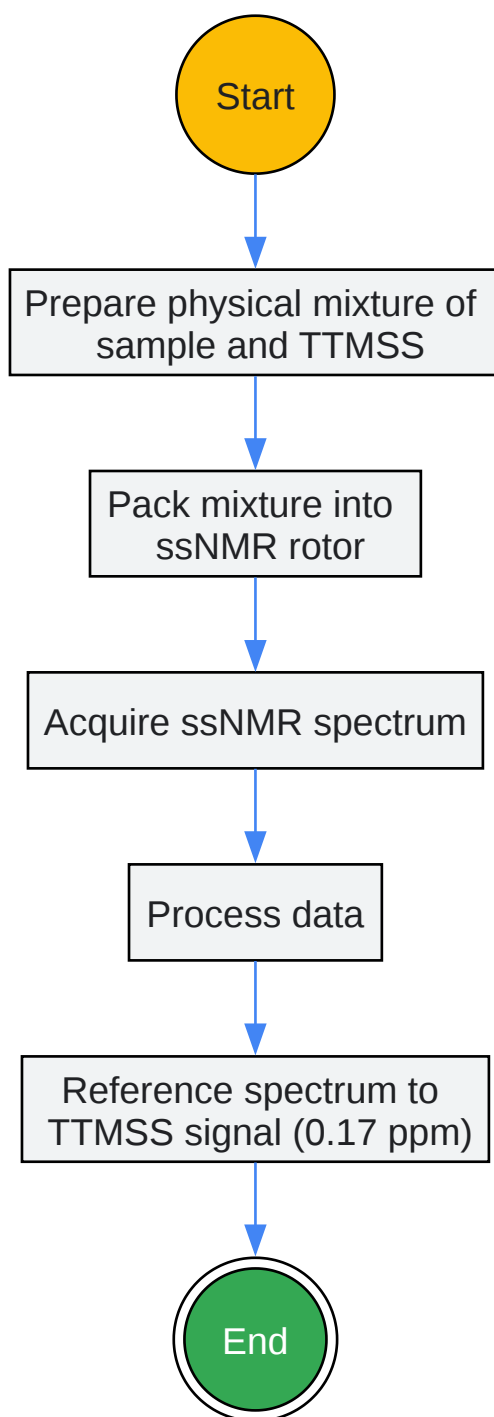 Start
Prepare physical mixture of
sample and TTMSS
Pack mixture into
ssNMR rotor
Acquire ssNMR spectrum
Process data
Reference spectrum to
TTMSS signal (0.17 ppm)
End